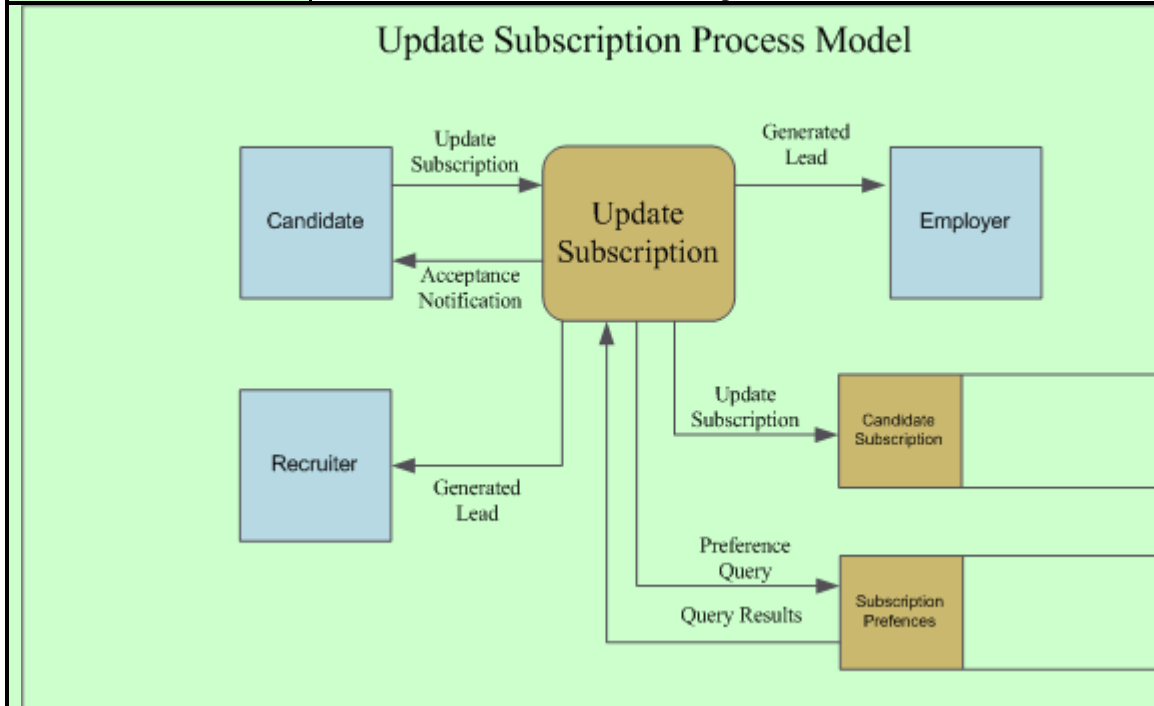 Update Subscription Process Model
Update
Subscription
Generated
Lead
Candidate
Update
Subscription
Employer
Acceptance
Notification
Update
Subscription
Candidate
Subscription
Recruiter
Generated
Lead
Preference
Query
Query Results
Subscription
Prefences